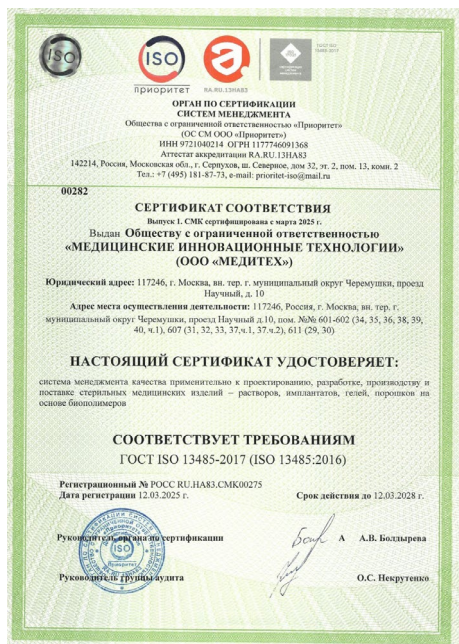 ISO
ISO
Приоритет
RA.RU.13НА83
ГОСТ ISO
13485-2017
ОРГАН ПО СЕРТИФИКАЦИИ
СИСТЕМ МЕНЕДЖМЕНТА
Общества с ограниченной ответственностью «Приоритет»
(ОС СМ ООО «Приоритет»)
ИНН 9721040214 ОГРН 1177746091368
Аттестат аккредитации RA.RU.13НА83
142214, Россия, Московская обл., г. Серпухов, ш. Северное, дом 32, эт. 2, пом. 13, комн. 2
Тел.: +7 (495) 181-87-73, e-mail: prioritet-iso@mail.ru
00282
СЕРТИФИКАТ СООТВЕТСТВИЯ
Выпуск 1. СМК сертифицирована с марта 2025 г.
Выдан Обществу с ограниченной ответственностью
«МЕДИЦИНСКИЕ ИННОВАЦИОННЫЕ ТЕХНОЛОГИИ»
(ООО «МЕДИТЕХ»)
Юридический адрес: 117246, г. Москва, вн. тер. г. муниципальный округ Черемушки, проезд
Научный, д. 10
Адрес места осуществления деятельности: 117246, Россия, г. Москва, вн. тер. г.
муниципальный округ Черемушки, проезд Научный д.10, пом. №№ 601-602 (34, 35, 36, 38, 39,
40, ч.1), 607 (31, 32, 33, 37,ч.1, 37.ч.2), 611 (29, 30)
НАСТОЯЩИЙ СЕРТИФИКАТ УДОСТОВЕРЯЕТ:
система менеджмента качества применительно к проектированию, разработке, производству и
поставке стерильных медицинских изделий – растворов, имплантатов, гелей, порошков на
основе биополимеров
СООТВЕТСТВУЕТ ТРЕБОВАНИЯМ
ГОСТ ISO 13485-2017 (ISO 13485:2016)
Регистрационный № РОСС RU.НА83.СМК00275
Дата регистрации 12.03.2025 г. Срок действия до 12.03.2028 г.
Руководитель органа по сертификации А А.В. Болдырева
ISO
Приоритет
Руководитель группы аудита О.С. Некрутенко